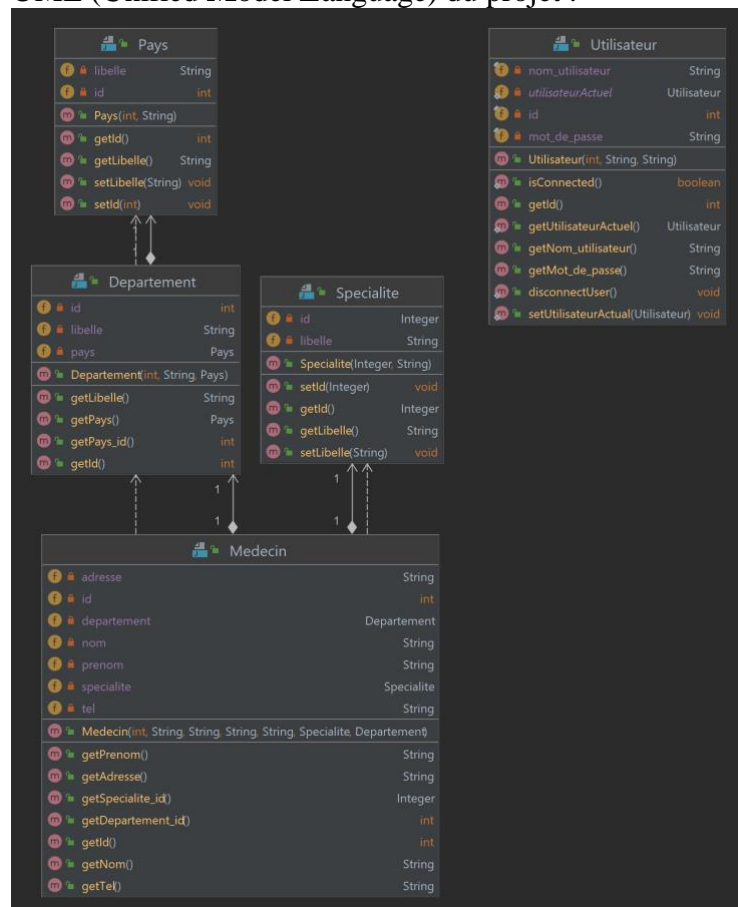 UML (Unified Model Language) du projet :
Pays
libelle String
id int
Pays(int, String)
getId() int
getLibelle() String
setLibelle(String) void
setId(int) void
1
Departement
id int
libelle String
pays Pays
Departement(int, String, Pays)
getLibelle() String
getPays() Pays
getPays_id() int
getId() int
1
1
Specialite
id Integer
libelle String
Specialite(Integer, String)
setId(Integer) void
getId() Integer
getLibelle() String
setLibelle(String) void
1
1
Medecin
adresse String
id int
departement Departement
nom String
prenom String
specialite Specialite
tel String
Medecin(int, String, String, String, String, Specialite, Departement)
getPrenom() String
getAdresse() String
getSpecialite_id() Integer
getDepartement_id() int
getId() int
getNom() String
getTel() String
Utilisateur
nom_utilisateur String
utilisateurActuel Utilisateur
id int
mot_de_passe String
Utilisateur(int, String, String)
isConnected() boolean
getId() int
getUtilisateurActuel() Utilisateur
getNom_utilisateur() String
getMot_de_passe() String
disconnectUser() void
setUtilisateurActual(Utilisateur) void